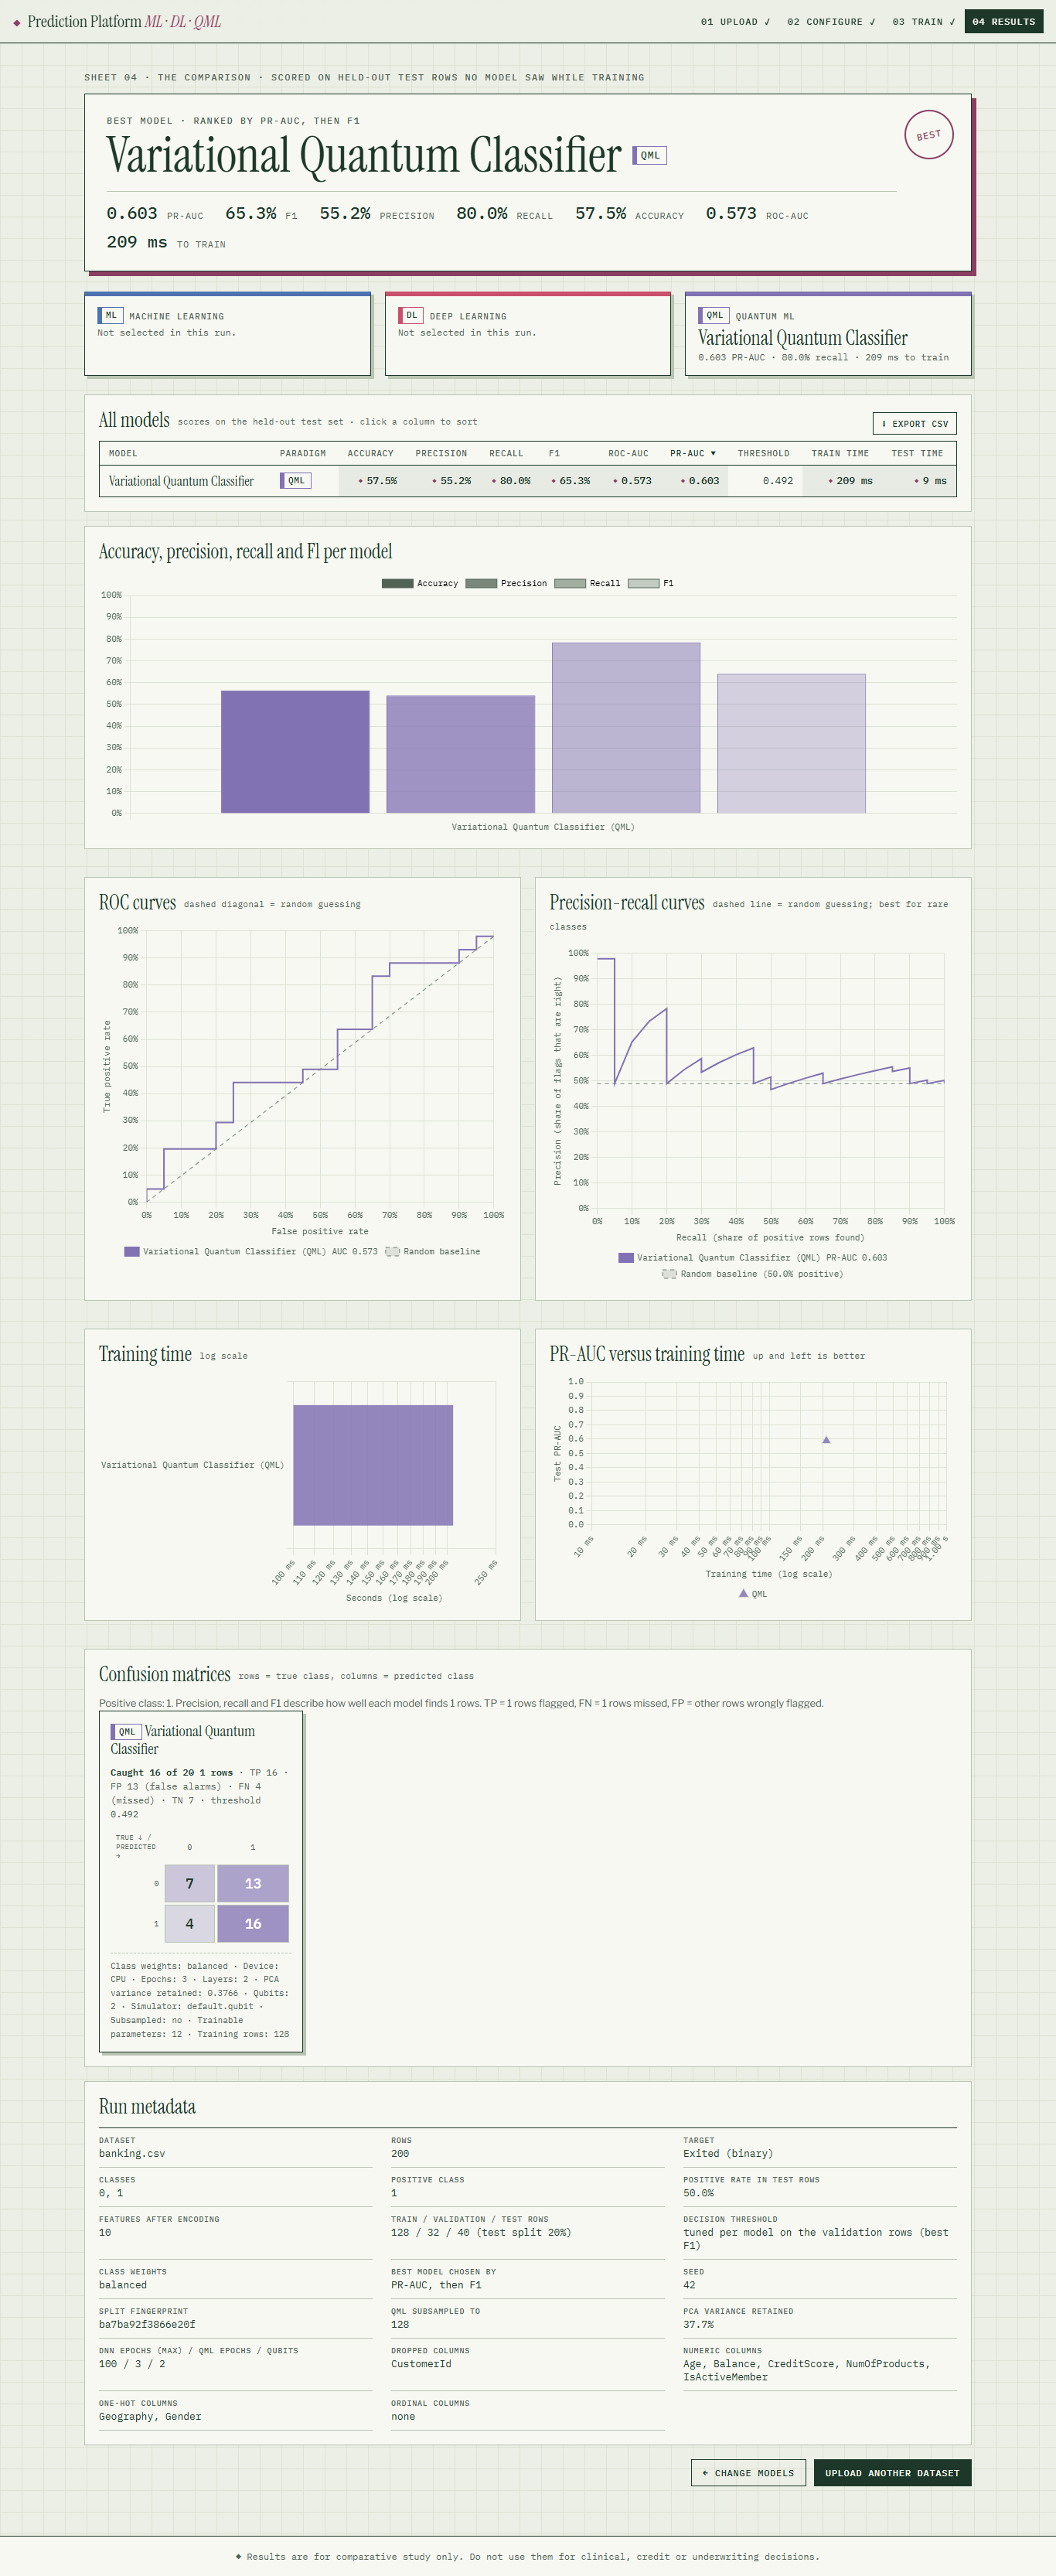 ◆ Prediction Platform ML · DL · QML
01 UPLOAD ✓ 02 CONFIGURE ✓ 03 TRAIN ✓ 04 RESULTS
SHEET 04 · THE COMPARISON · SCORED ON HELD-OUT TEST ROWS NO MODEL SAW WHILE TRAINING
BEST MODEL · RANKED BY PR-AUC, THEN F1
BEST
Variational Quantum Classifier QML
0.603 PR-AUC 65.3% F1 55.2% PRECISION 80.0% RECALL 57.5% ACCURACY 0.573 ROC-AUC
209 ms TO TRAIN
ML MACHINE LEARNING
Not selected in this run.
DL DEEP LEARNING
Not selected in this run.
QML QUANTUM ML
Variational Quantum Classifier
0.603 PR-AUC · 80.0% recall · 209 ms to train
All models scores on the held-out test set · click a column to sort
⬇ EXPORT CSV
MODEL PARADIGM ACCURACY PRECISION RECALL F1 ROC-AUC PR-AUC ▼ THRESHOLD TRAIN TIME TEST TIME
Variational Quantum Classifier QML ◆ 57.5% ◆ 55.2% ◆ 80.0% ◆ 65.3% ◆ 0.573 ◆ 0.603 0.492 ◆ 209 ms ◆ 9 ms
Accuracy, precision, recall and F1 per model
Accuracy Precision Recall F1
100%
90%
80%
70%
60%
50%
40%
30%
20%
10%
0%
Variational Quantum Classifier (QML)
ROC curves dashed diagonal = random guessing
True positive rate
100%
90%
80%
70%
60%
50%
40%
30%
20%
10%
0%
0% 10% 20% 30% 40% 50% 60% 70% 80% 90% 100%
False positive rate
Variational Quantum Classifier (QML) AUC 0.573 Random baseline
Precision-recall curves dashed line = random guessing; best for rare
classes
Precision (share of flags that are right)
100%
90%
80%
70%
60%
50%
40%
30%
20%
10%
0%
0% 10% 20% 30% 40% 50% 60% 70% 80% 90% 100%
Recall (share of positive rows found)
Variational Quantum Classifier (QML) PR-AUC 0.603
Random baseline (50.0% positive)
Training time log scale
Variational Quantum Classifier (QML)
100 ms 110 ms 120 ms 130 ms 140 ms 150 ms 160 ms 170 ms 180 ms 190 ms 200 ms 250 ms
Seconds (log scale)
PR-AUC versus training time up and left is better
Test PR-AUC
1.0
0.9
0.8
0.7
0.6
0.5
0.4
0.3
0.2
0.1
0.0
10 ms 20 ms 30 ms 40 ms 50 ms 60 ms 70 ms 80 ms 90 ms 100 ms 150 ms 200 ms 300 ms 400 ms 500 ms 600 ms 700 ms 800 ms 900 ms 1.00 s
Training time (log scale)
QML
Confusion matrices rows = true class, columns = predicted class
Positive class: 1. Precision, recall and F1 describe how well each model finds 1 rows. TP = 1 rows flagged, FN = 1 rows missed, FP = other rows wrongly flagged.
QML Variational Quantum
Classifier
Caught 16 of 20 1 rows · TP 16 ·
FP 13 (false alarms) · FN 4
(missed) · TN 7 · threshold
0.492
TRUE ↓ /
PREDICTED
→
0 1
0 7 13
1 4 16
Class weights: balanced · Device:
CPU · Epochs: 3 · Layers: 2 · PCA
variance retained: 0.3766 · Qubits:
2 · Simulator: default.qubit ·
Subsampled: no · Trainable
parameters: 12 · Training rows: 128
Run metadata
DATASET
banking.csv
ROWS
200
TARGET
Exited (binary)
CLASSES
0, 1
POSITIVE CLASS
1
POSITIVE RATE IN TEST ROWS
50.0%
FEATURES AFTER ENCODING
10
TRAIN / VALIDATION / TEST ROWS
128 / 32 / 40 (test split 20%)
DECISION THRESHOLD
tuned per model on the validation rows (best
F1)
CLASS WEIGHTS
balanced
BEST MODEL CHOSEN BY
PR-AUC, then F1
SEED
42
SPLIT FINGERPRINT
ba7ba92f3866e20f
QML SUBSAMPLED TO
128
PCA VARIANCE RETAINED
37.7%
DNN EPOCHS (MAX) / QML EPOCHS / QUBITS
100 / 3 / 2
DROPPED COLUMNS
CustomerId
NUMERIC COLUMNS
Age, Balance, CreditScore, NumOfProducts,
IsActiveMember
ONE-HOT COLUMNS
Geography, Gender
ORDINAL COLUMNS
none
← CHANGE MODELS
UPLOAD ANOTHER DATASET
◆ Results are for comparative study only. Do not use them for clinical, credit or underwriting decisions.